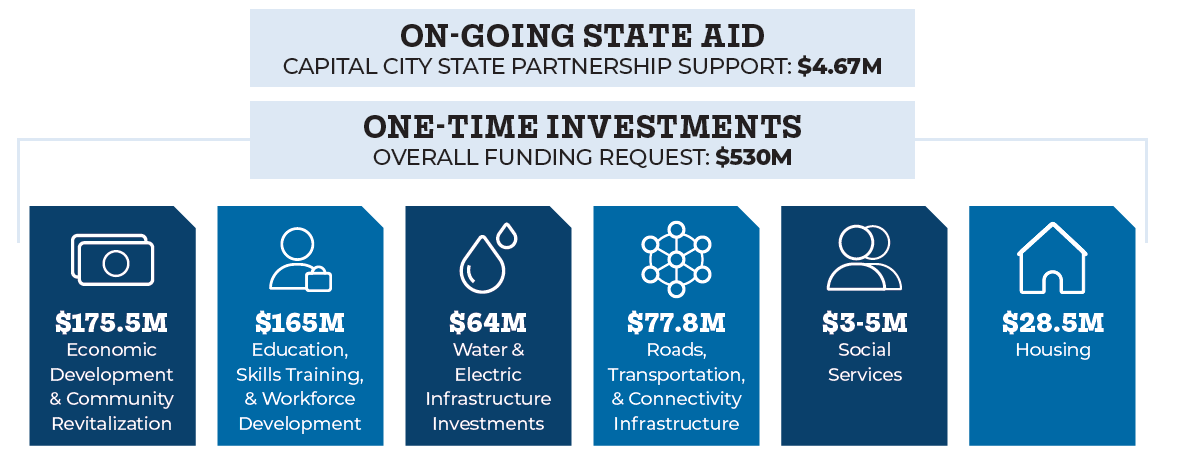 ON-GOING STATE AID
CAPITAL CITY STATE PARTNERSHIP SUPPORT: $4.67M
ONE-TIME INVESTMENTS
OVERALL FUNDING REQUEST: $530M
$175.5M
Economic
Development
& Community
Revitalization
$165M
Education,
Skills Training,
& Workforce
Development
$64M
Water &
Electric
Infrastructure
Investments
$77.8M
Roads,
Transportation,
& Connectivity
Infrastructure
$3-5M
Social
Services
$28.5M
Housing